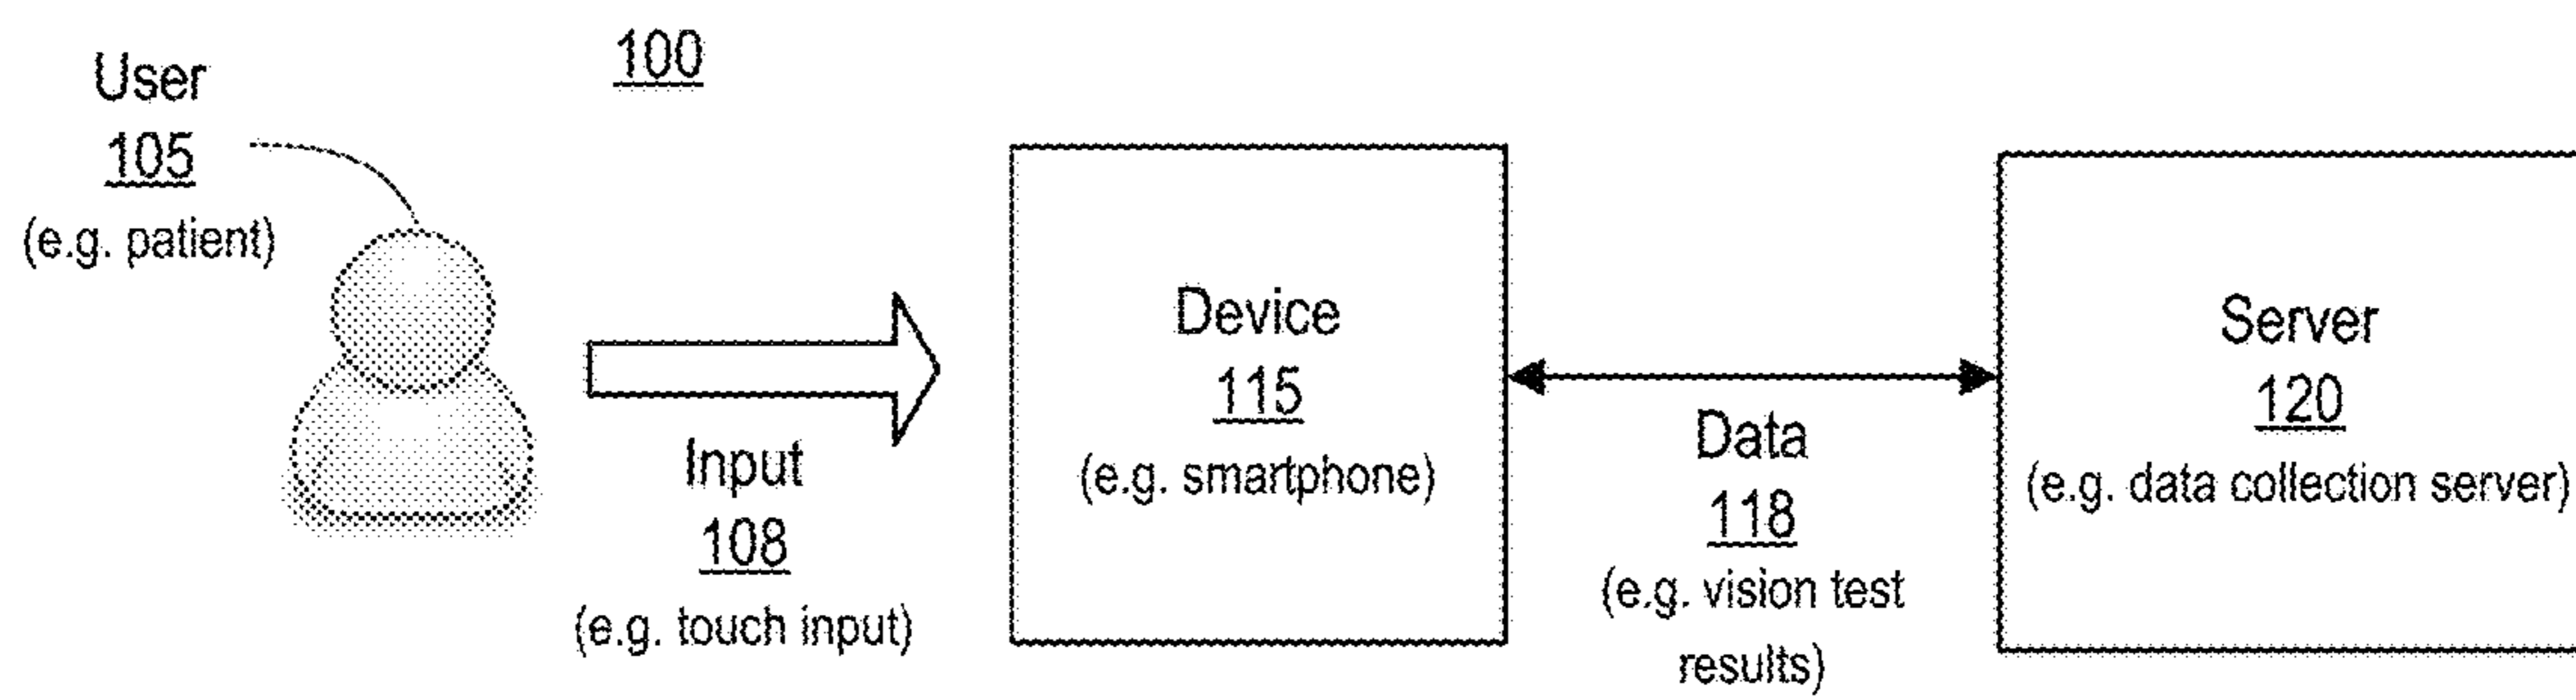 100
User
105
(e.g. patient)
Input
108
(e.g. touch input)
Device
115
(e.g. smartphone)
Data
118
(e.g. vision test
results)
Server
120
(e.g. data collection server)